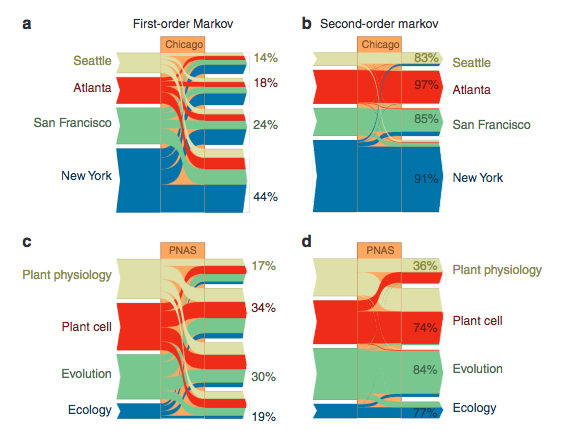 a First-order Markov
Chicago
Seattle 14%
Atlanta 18%
San Francisco 24%
New York 44%
b Second-order markov
Chicago
83% Seattle
97% Atlanta
85% San Francisco
91% New York
c
PNAS
Plant physiology 17%
Plant cell 34%
Evolution 30%
Ecology 19%
d
PNAS
36% Plant physiology
74% Plant cell
84% Evolution
77% Ecology